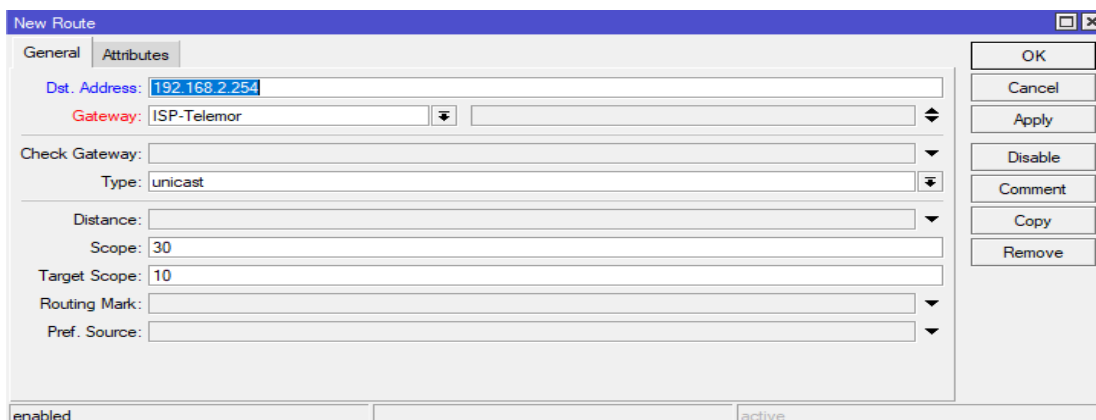 New Route
General Attributes
OK
Dst. Address: 192.168.2.254
Cancel
Gateway: ISP-Telemor
Apply
Check Gateway:
Disable
Type: unicast
Comment
Distance:
Copy
Scope: 30
Remove
Target Scope: 10
Routing Mark:
Pref. Source:
enabled active